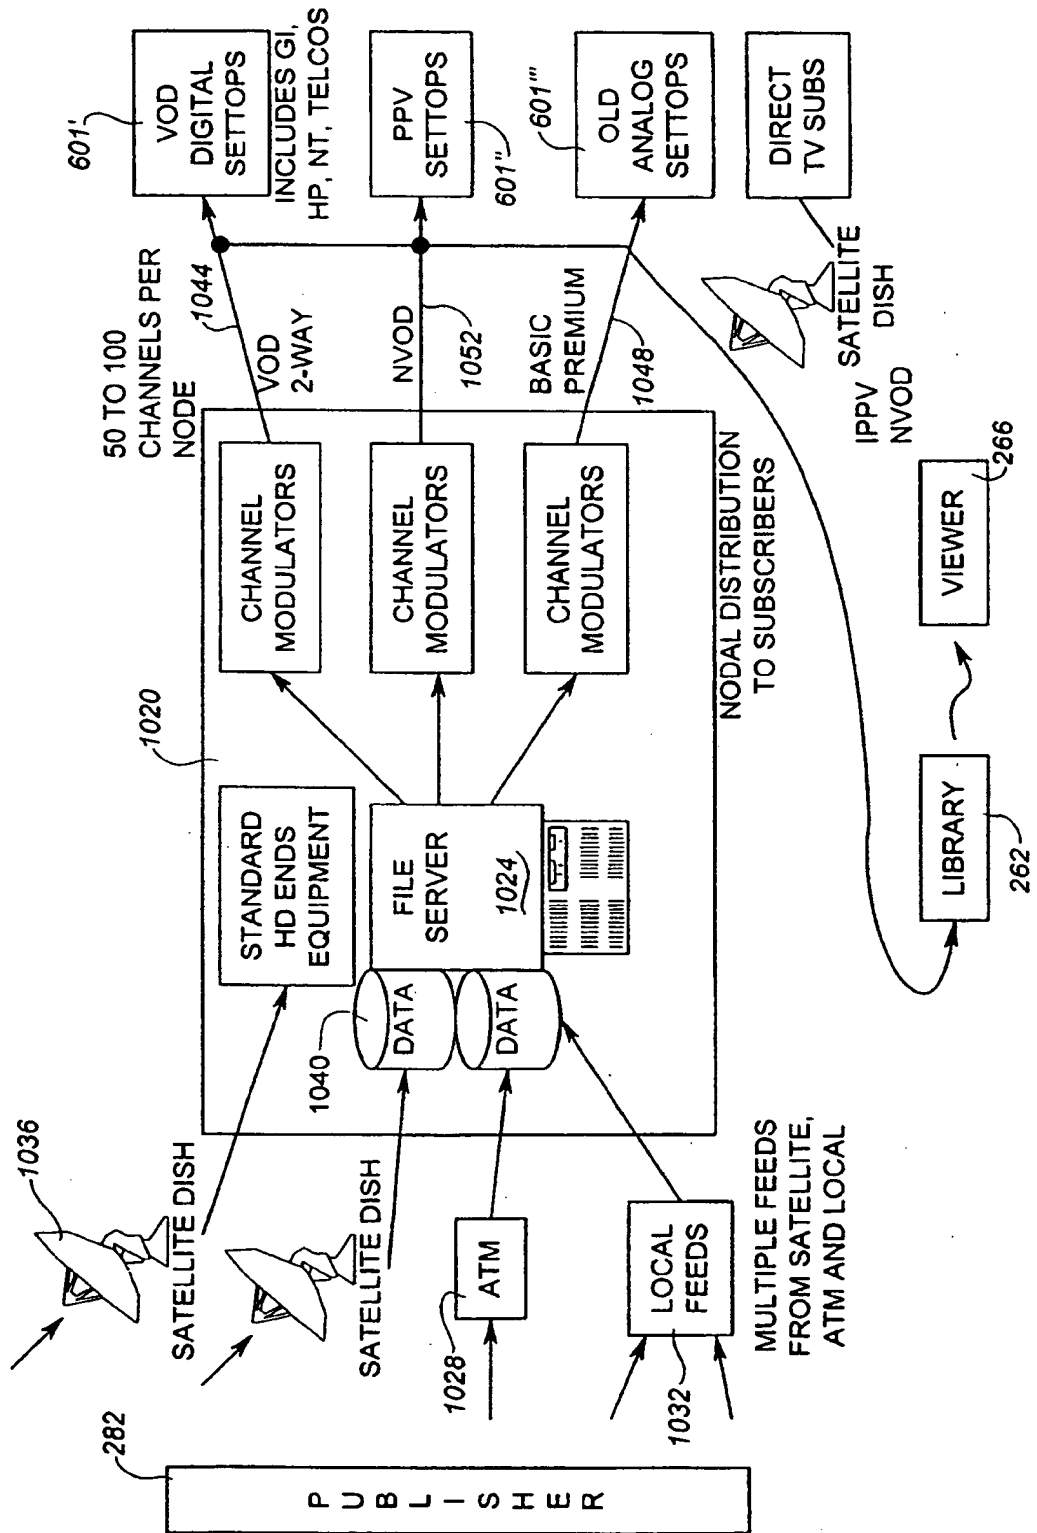 282
PUBLISHER
1036
SATELLITE DISH
SATELLITE DISH
1028
ATM
1032
LOCAL
FEEDS
MULTIPLE FEEDS
FROM SATELLITE,
ATM AND LOCAL
1020
STANDARD
HD ENDS
EQUIPMENT
1040
DATA
DATA
FILE
SERVER
1024
CHANNEL
MODULATORS
CHANNEL
MODULATORS
CHANNEL
MODULATORS
NODAL DISTRIBUTION
TO SUBSCRIBERS
50 TO 100
CHANNELS PER
NODE
1044
VOD
2-WAY
NVOD
1052
BASIC
PREMIUM
1048
601'
VOD
DIGITAL
SETTOPS
INCLUDES GI,
HP, NT, TELCOS
PPV
SETTOPS
601''
601'''
OLD
ANALOG
SETTOPS
DIRECT
TV SUBS
SATELLITE
DISH
IPPV
NVOD
LIBRARY
262
VIEWER
266